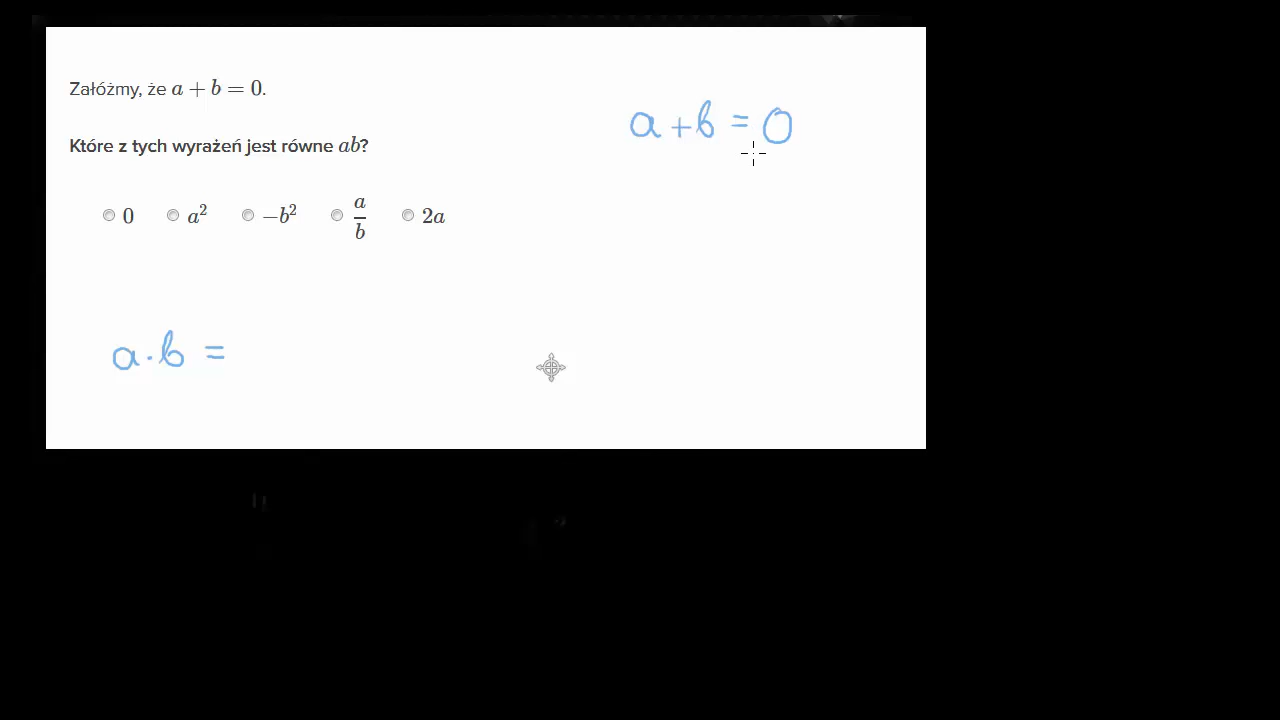 Załóżmy, że a + b = 0.
a + b = 0
Które z tych wyrażeń jest równe ab?
0 a² −b² a/b 2a
a · b =